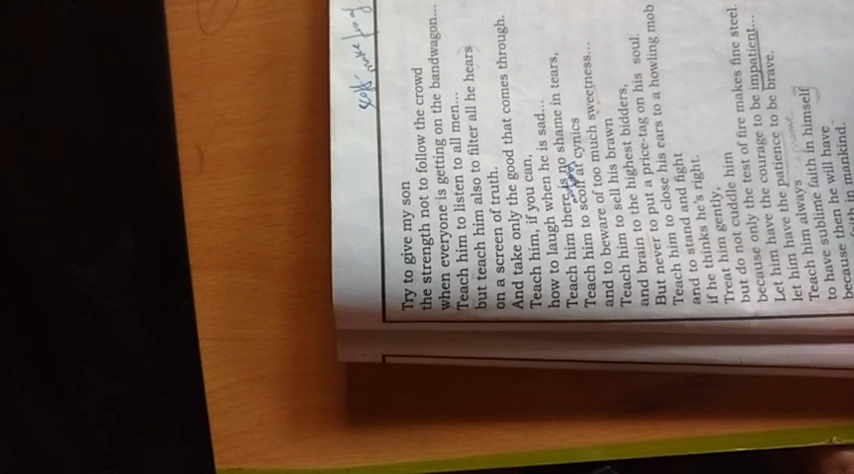 scoff - make fun of
Try to give my son
the strength not to follow the crowd
when everyone is getting on the bandwagon...
Teach him to listen to all men...
but teach him also to filter all he hears
on a screen of truth.
And take only the good that comes through.
Teach him, if you can,
how to laugh when he is sad...
Teach him there is no shame in tears,
Teach him to scoff at cynics
and to beware of too much sweetness...
Teach him to sell his brawn
and brain to the highest bidders,
But never to put a price-tag on his soul.
Teach him to close his ears to a howling mob
and to stand and fight
if he thinks he's right.
Treat him gently,
but do not cuddle him
because only the test of fire makes fine steel.
Let him have the courage to be impatient...
let him have the patience to be brave.
Teach him always
to have sublime faith in himself
because then he will have
faith in mankind.